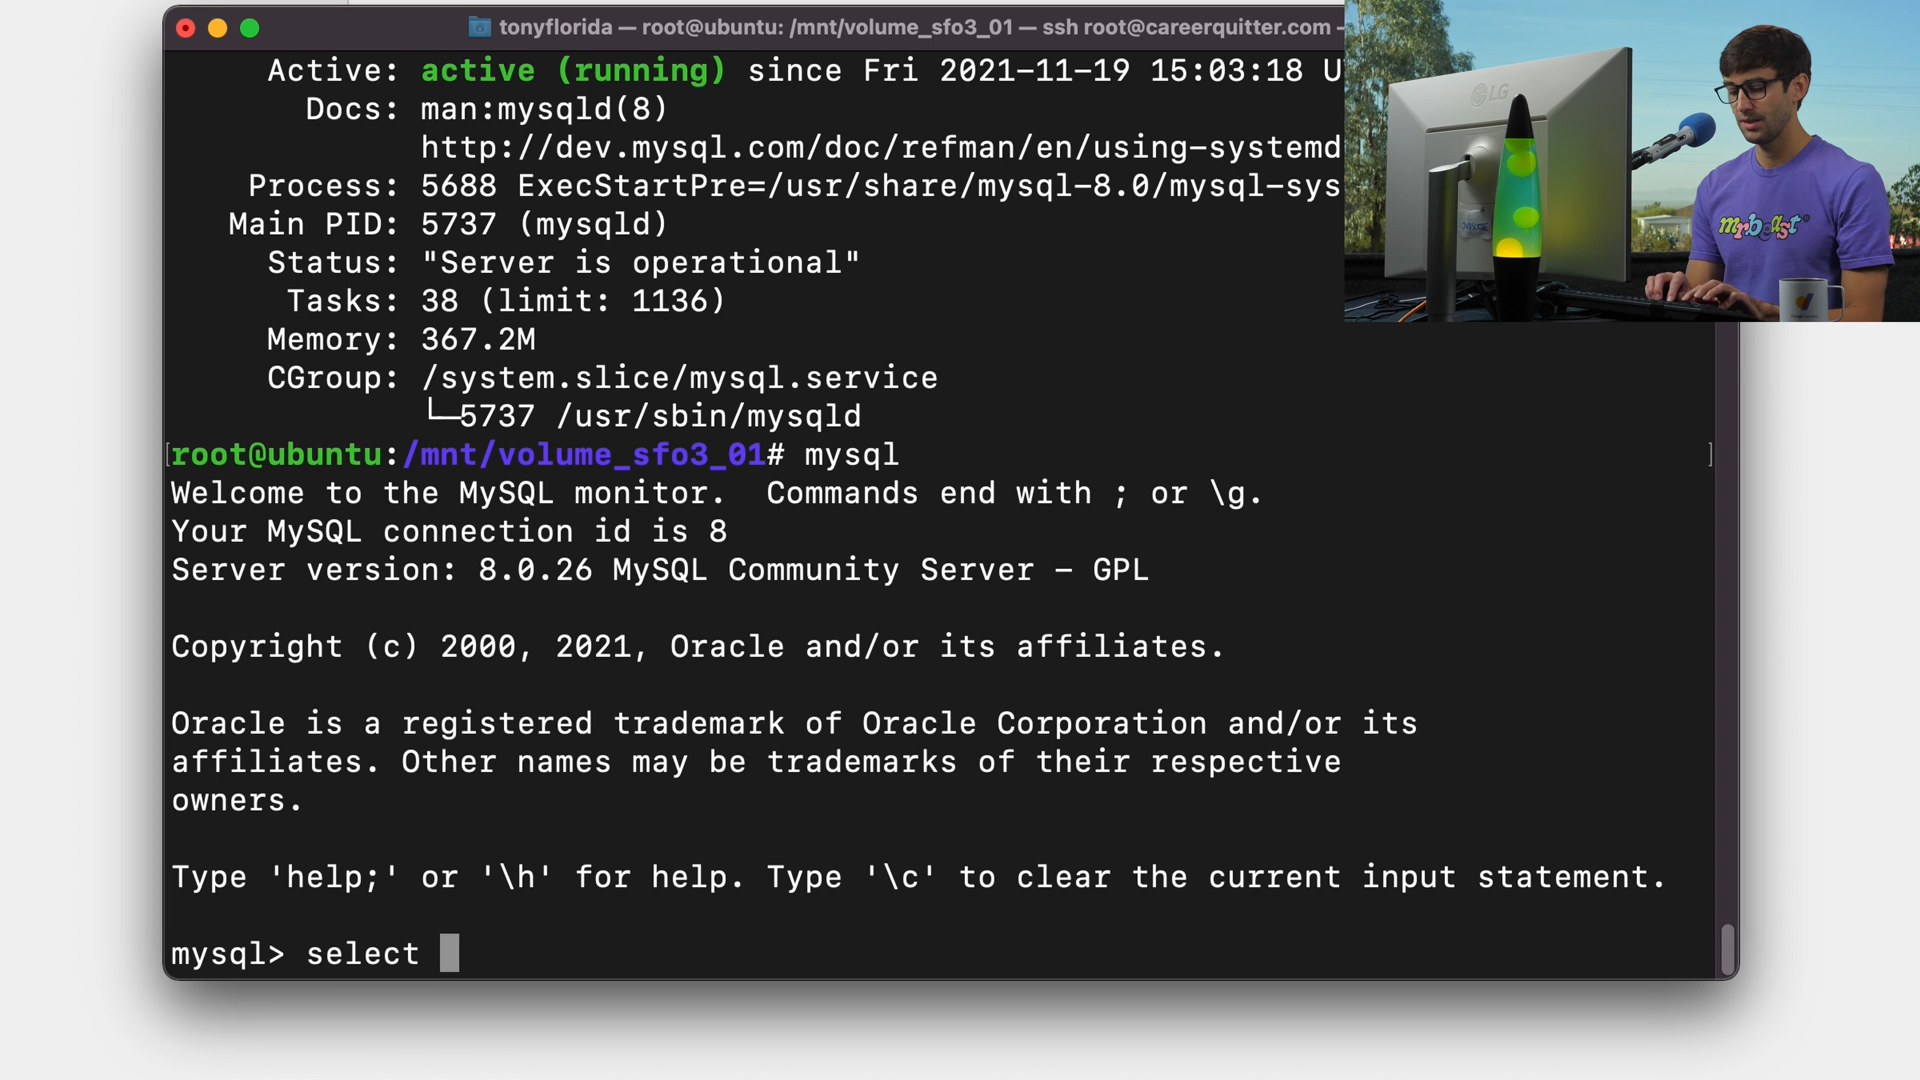 tonyflorida — root@ubuntu: /mnt/volume_sfo3_01 — ssh root@careerquitter.com –
Active: active (running) since Fri 2021-11-19 15:03:18 U
Docs: man:mysqld(8)
http://dev.mysql.com/doc/refman/en/using-systemd
Process: 5688 ExecStartPre=/usr/share/mysql-8.0/mysql-sys
Main PID: 5737 (mysqld)
Status: "Server is operational"
Tasks: 38 (limit: 1136)
Memory: 367.2M
CGroup: /system.slice/mysql.service
└─5737 /usr/sbin/mysqld
[root@ubuntu:/mnt/volume_sfo3_01# mysql ]
Welcome to the MySQL monitor.  Commands end with ; or \g.
Your MySQL connection id is 8
Server version: 8.0.26 MySQL Community Server - GPL
Copyright (c) 2000, 2021, Oracle and/or its affiliates.
Oracle is a registered trademark of Oracle Corporation and/or its
affiliates. Other names may be trademarks of their respective
owners.
Type 'help;' or '\h' for help. Type '\c' to clear the current input statement.
mysql> select
LG
mrbeast